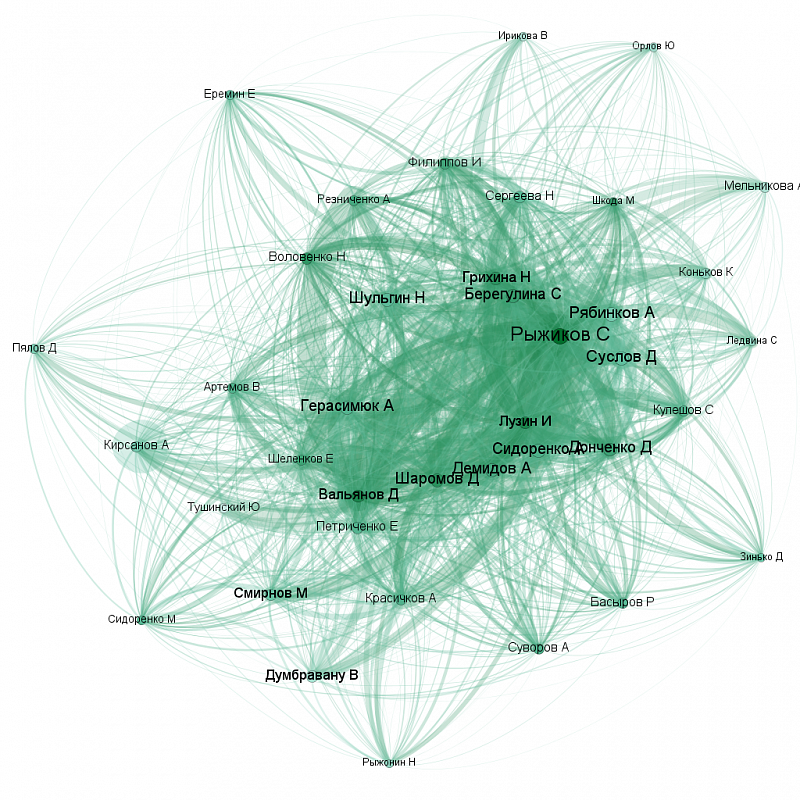 Ирикова В
Орлов Ю
Еремин Е
Филиппов И
Мельникова А
Резниченко А
Сергеева Н
Шкода М
Воловенко Н
Коньков К
Грихина Н
Шульгин Н
Берегулина С
Рябинков А
Рыжиков С
Ледвина С
Пялов Д
Суслов Д
Артемов В
Герасимюк А
Кулешов С
Лузин И
Кирсанов А
Сидоренко А
Донченко Д
Шеленков Е
Демидов А
Шаромов Д
Вальянов Д
Тушинский Ю
Петриченко Е
Зинько Д
Смирнов М
Красичков А
Басыров Р
Сидоренко М
Суворов А
Думбравану В
Рыжонин Н